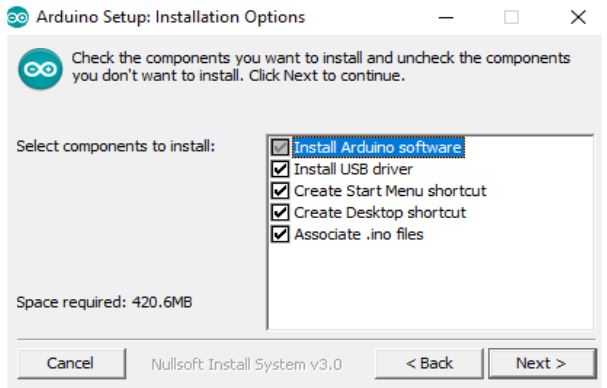 Arduino Setup: Installation Options
Check the components you want to install and uncheck the components
you don't want to install. Click Next to continue.
Select components to install:
Install Arduino software
Install USB driver
Create Start Menu shortcut
Create Desktop shortcut
Associate .ino files
Space required: 420.6MB
Cancel
Nullsoft Install System v3.0
< Back
Next >